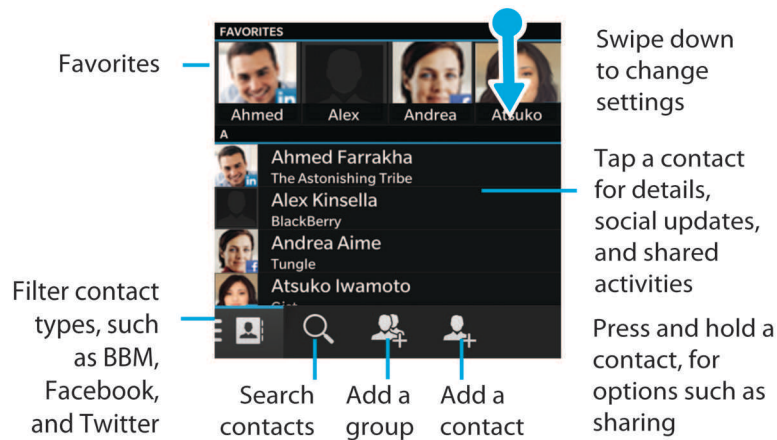 FAVORITES
Ahmed
Alex
Andrea
Atsuko
A
Ahmed Farrakha
The Astonishing Tribe
Alex Kinsella
BlackBerry
Andrea Aime
Tungle
Atsuko Iwamoto
Favorites
Swipe down
to change
settings
Tap a contact
for details,
social updates,
and shared
activities
Filter contact
types, such
as BBM,
Facebook,
and Twitter
Search
contacts
Add a
group
Add a
contact
Press and hold a
contact, for
options such as
sharing
in
f
in
f